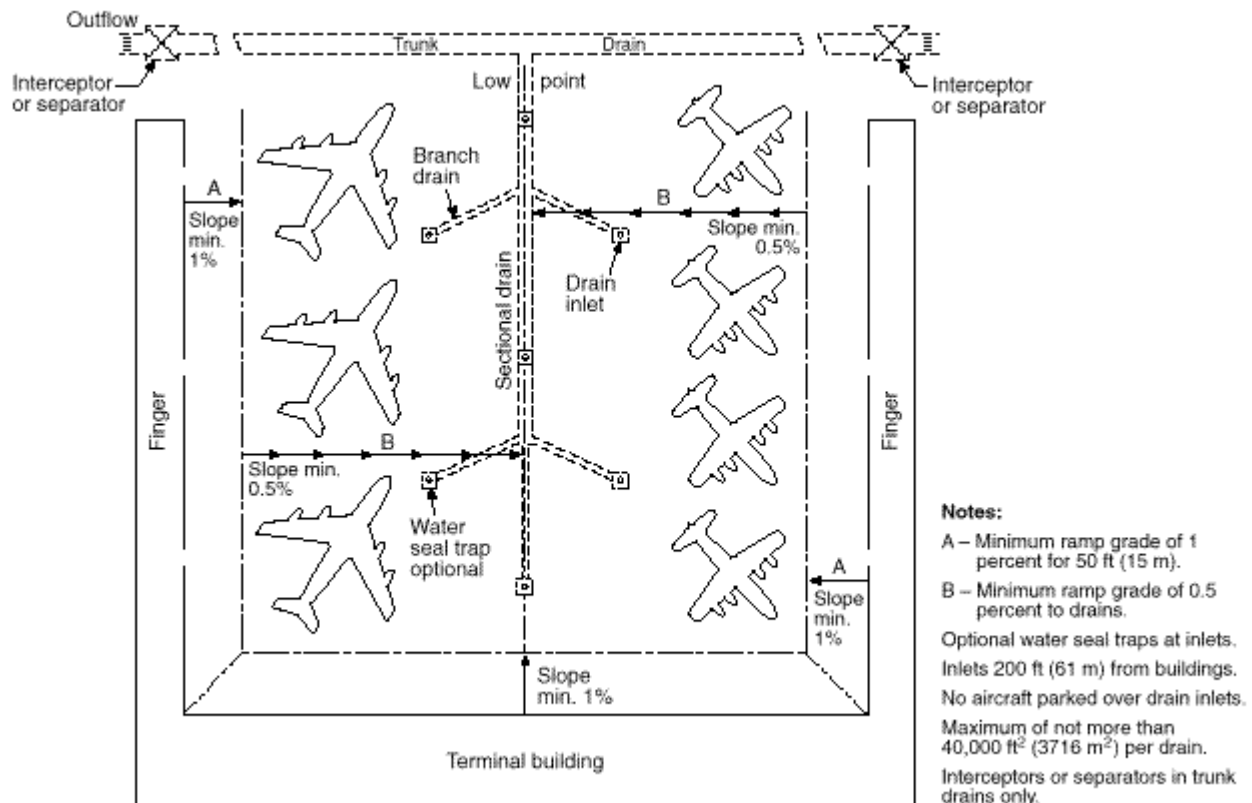 Outflow
Trunk
Drain
Interceptor
or separator
Low
point
Interceptor
or separator
Branch
drain
A
Slope
min.
1%
B
Slope min.
0.5%
Drain
inlet
Sectional drain
Finger
Finger
B
Slope min.
0.5%
Water
seal trap
optional
A
Slope
min.
1%
Slope
min. 1%
Terminal building
Notes:
A – Minimum ramp grade of 1
percent for 50 ft (15 m).
B – Minimum ramp grade of 0.5
percent to drains.
Optional water seal traps at inlets.
Inlets 200 ft (61 m) from buildings.
No aircraft parked over drain inlets.
Maximum of not more than
40,000 ft² (3716 m²) per drain.
Interceptors or separators in trunk
drains only.